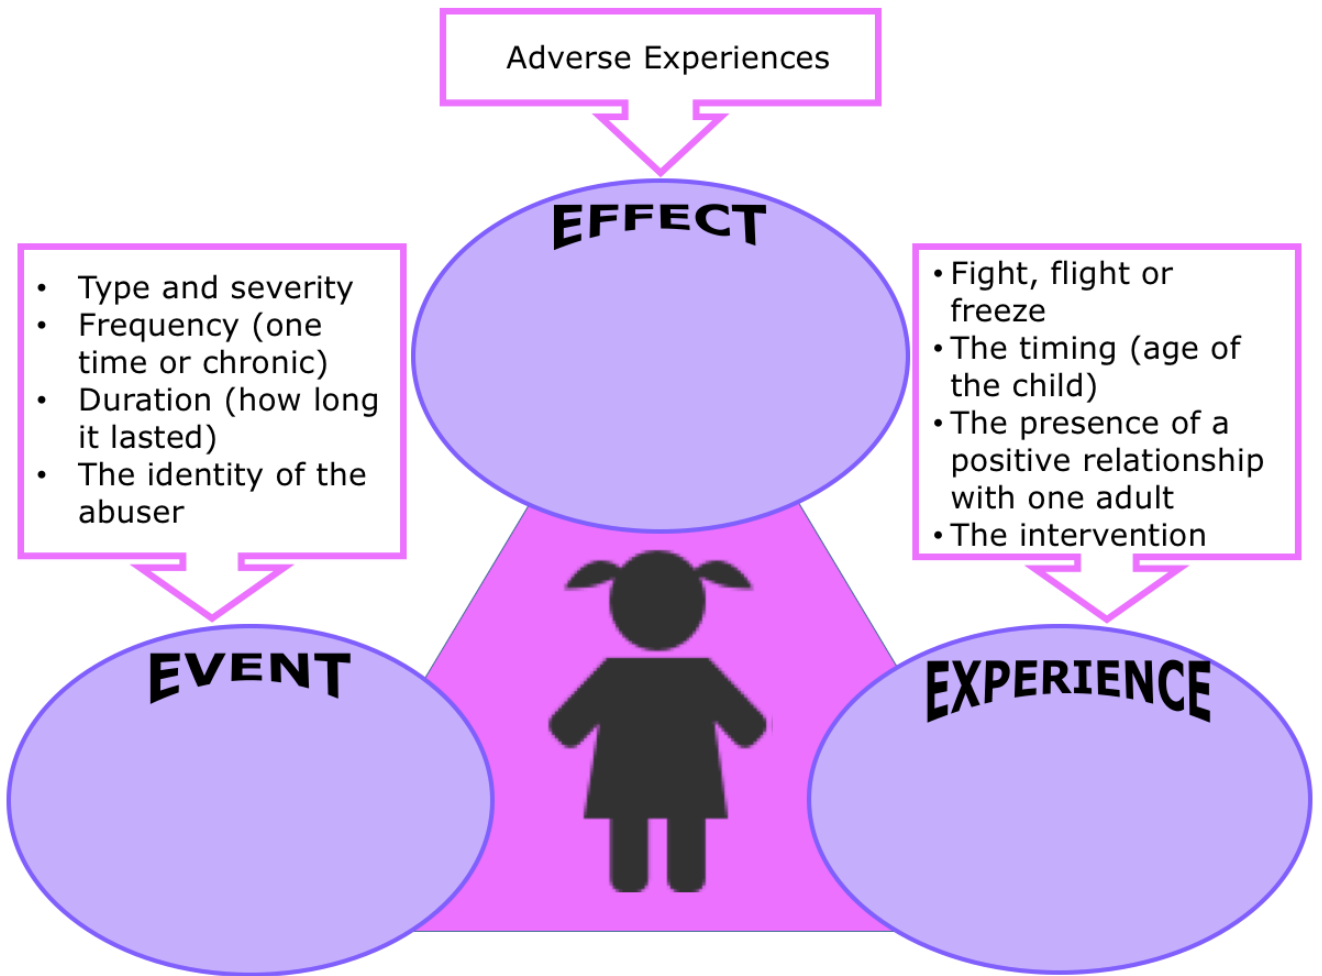 Adverse Experiences
EFFECT
• Type and severity
• Frequency (one
time or chronic)
• Duration (how long
it lasted)
• The identity of the
abuser
• Fight, flight or
freeze
• The timing (age of
the child)
• The presence of a
positive relationship
with one adult
• The intervention
EVENT
EXPERIENCE